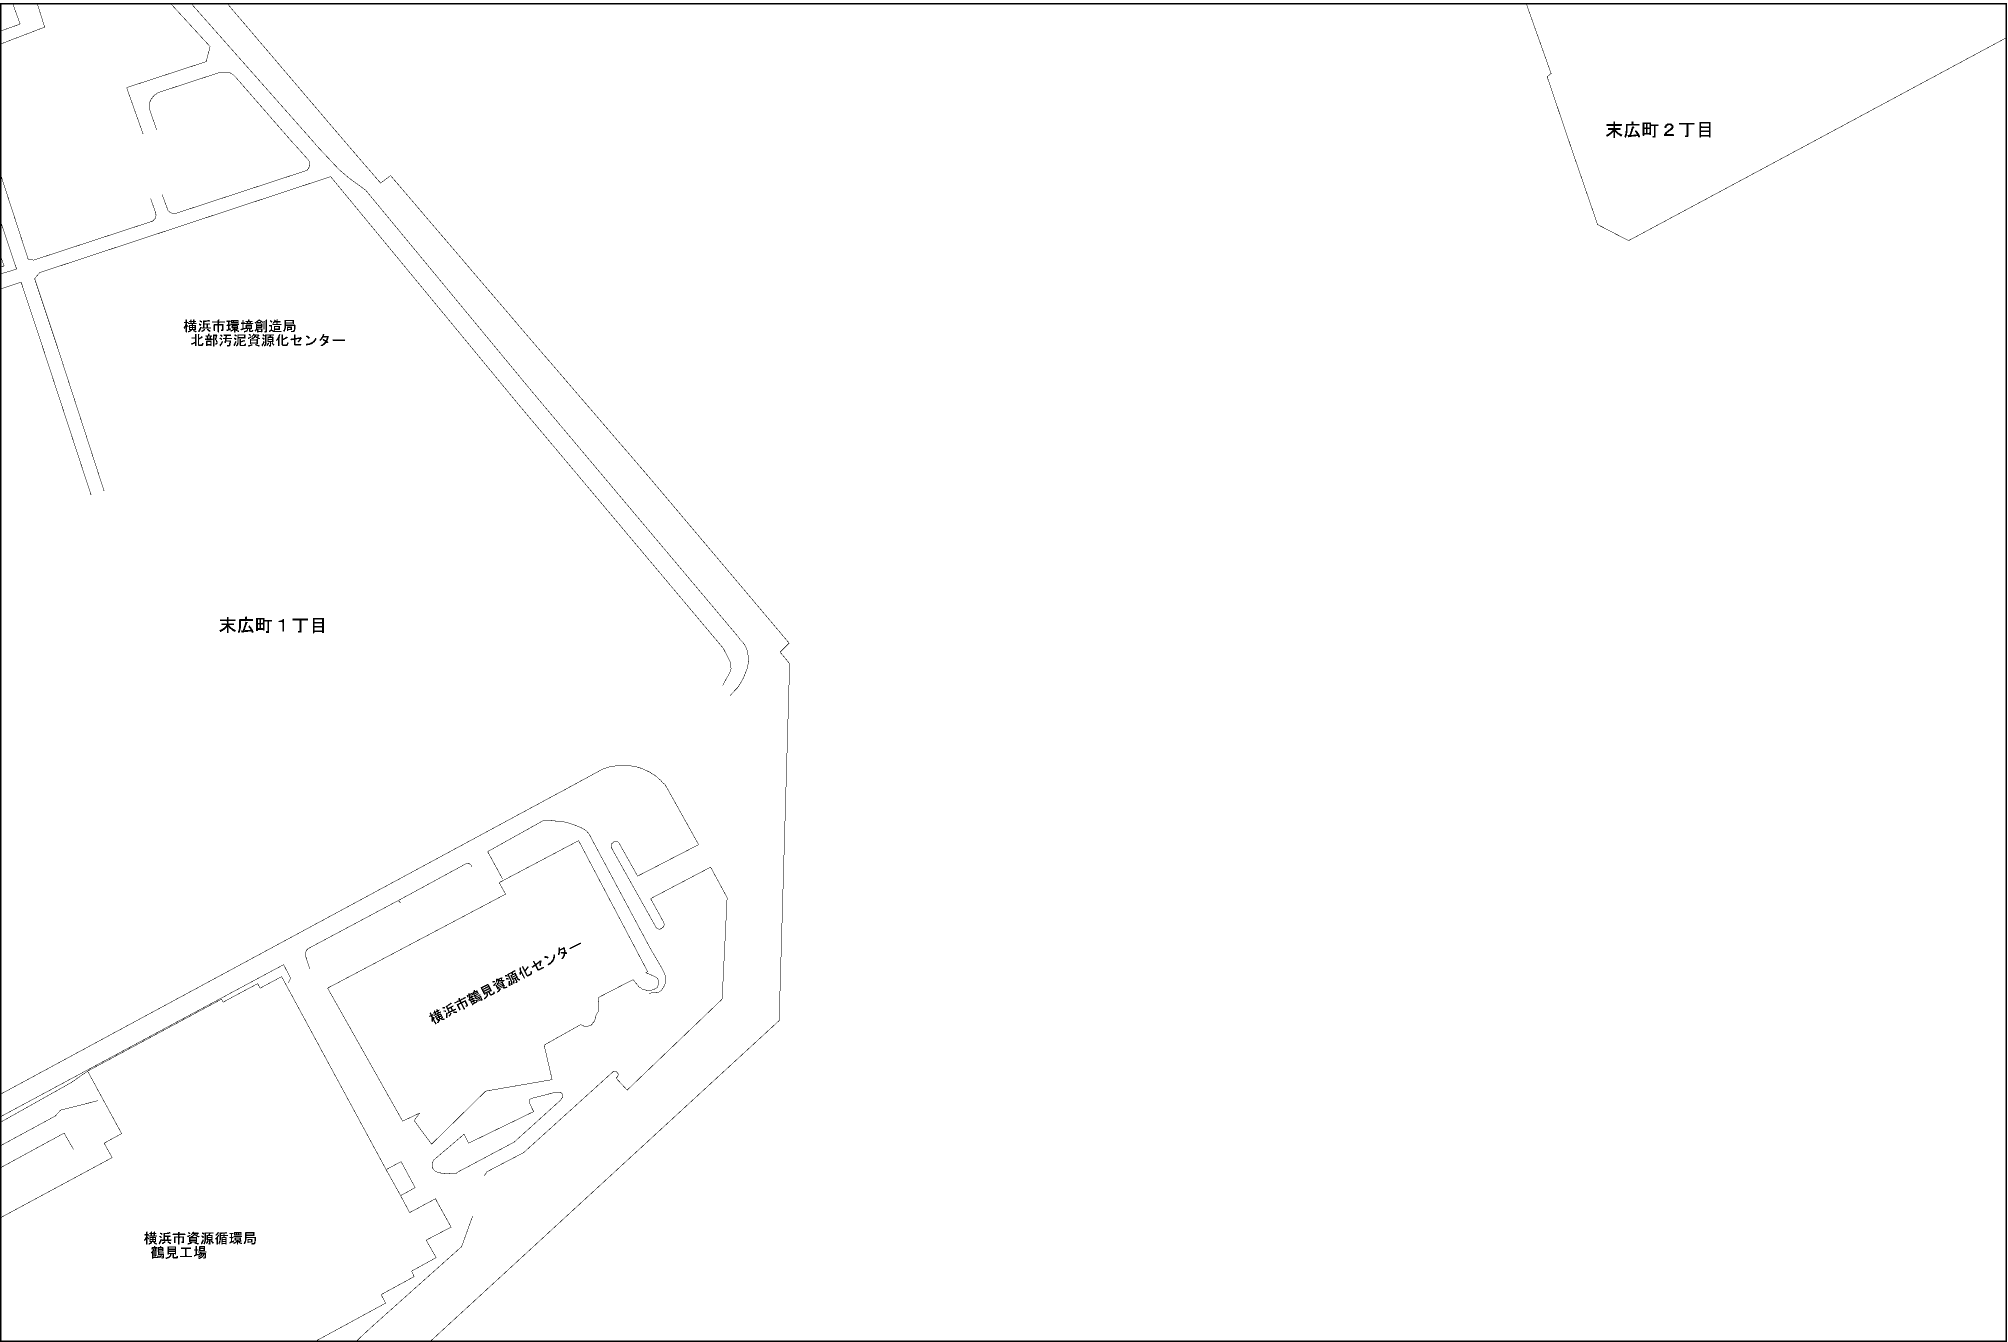 末広町２丁目
横浜市環境創造局
北部汚泥資源化センター
末広町１丁目
横浜市鶴見資源化センター
横浜市資源循環局
鶴見工場